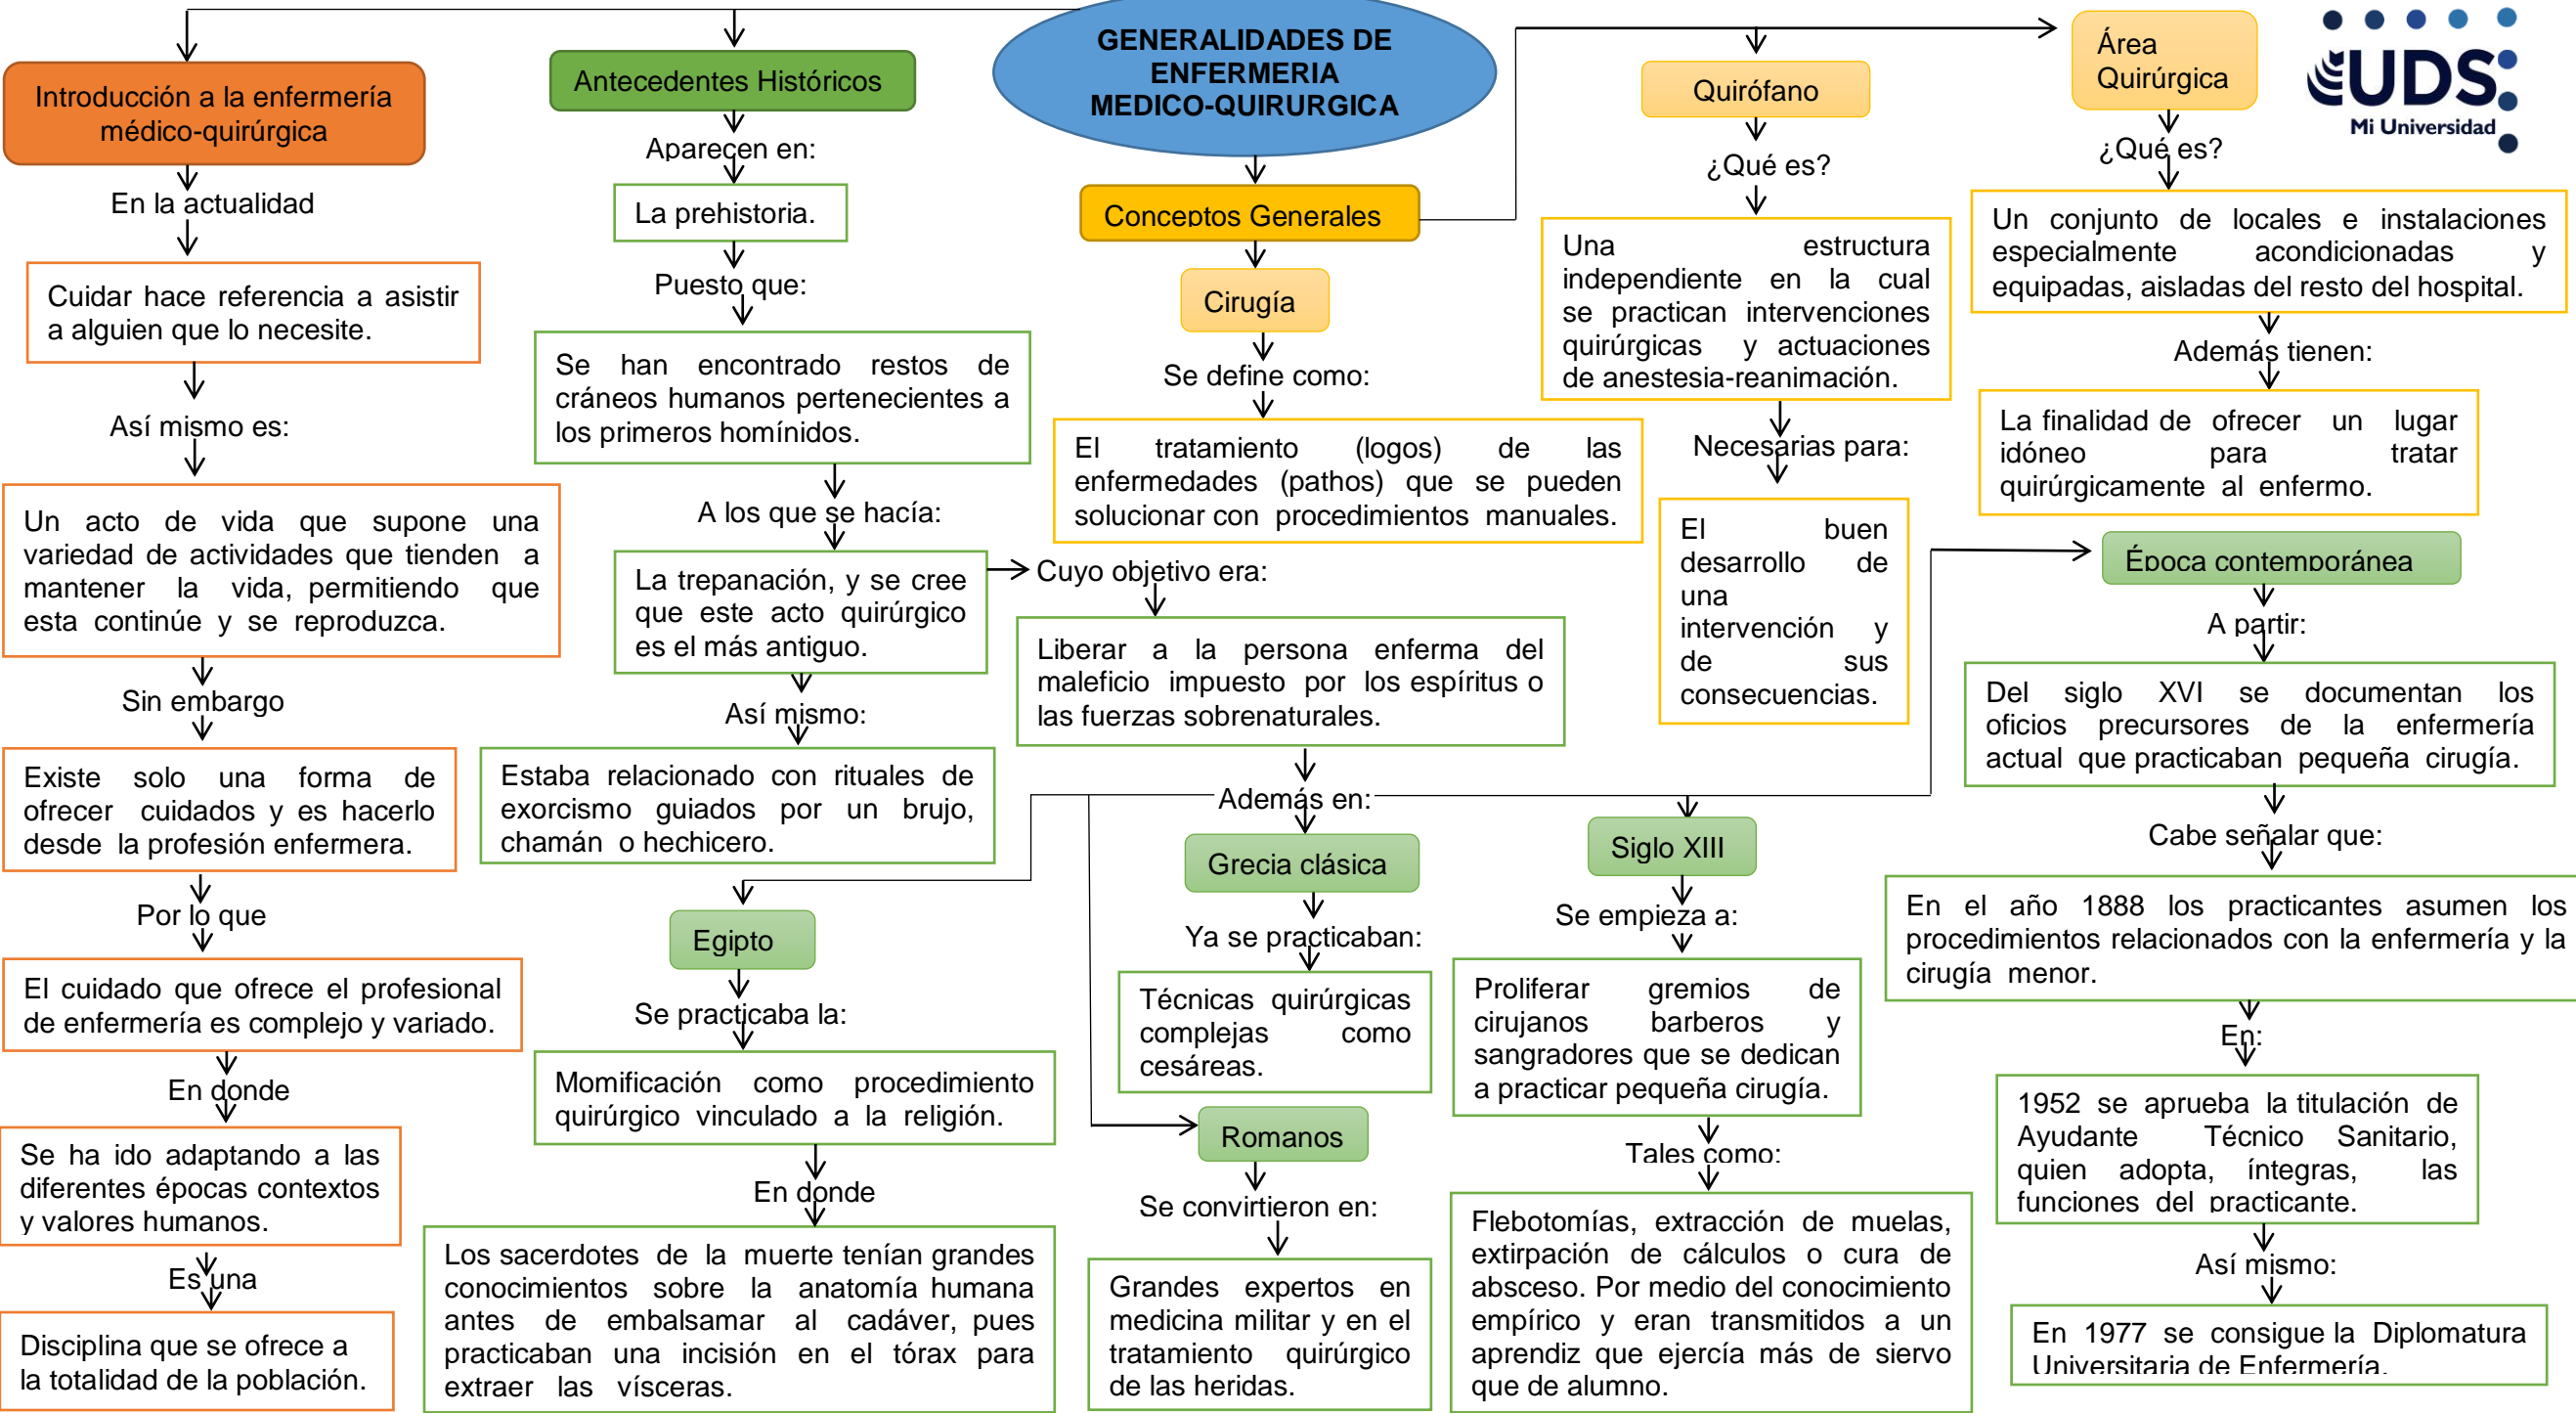 GENERALIDADES DE
ENFERMERIA
MEDICO-QUIRURGICA
UDS
Mi Universidad
Introducción a la enfermería
médico-quirúrgica
En la actualidad
Cuidar hace referencia a asistir
a alguien que lo necesite.
Así mismo es:
Un acto de vida que supone una
variedad de actividades que tienden a
mantener la vida, permitiendo que
esta continúe y se reproduzca.
Sin embargo
Existe solo una forma de
ofrecer cuidados y es hacerlo
desde la profesión enfermera.
Por lo que
El cuidado que ofrece el profesional
de enfermería es complejo y variado.
En donde
Se ha ido adaptando a las
diferentes épocas contextos
y valores humanos.
Es una
Disciplina que se ofrece a
la totalidad de la población.
Antecedentes Históricos
Aparecen en:
La prehistoria.
Puesto que:
Se han encontrado restos de
cráneos humanos pertenecientes a
los primeros homínidos.
A los que se hacía:
La trepanación, y se cree
que este acto quirúrgico
es el más antiguo.
Así mismo:
Estaba relacionado con rituales de
exorcismo guiados por un brujo,
chamán o hechicero.
Cuyo objetivo era:
Liberar a la persona enferma del
maleficio impuesto por los espíritus o
las fuerzas sobrenaturales.
Además en:
Egipto
Se practicaba la:
Momificación como procedimiento
quirúrgico vinculado a la religión.
En donde
Los sacerdotes de la muerte tenían grandes
conocimientos sobre la anatomía humana
antes de embalsamar al cadáver, pues
practicaban una incisión en el tórax para
extraer las vísceras.
Grecia clásica
Ya se practicaban:
Técnicas quirúrgicas
complejas como
cesáreas.
Romanos
Se convirtieron en:
Grandes expertos en
medicina militar y en el
tratamiento quirúrgico
de las heridas.
Siglo XIII
Se empieza a:
Proliferar gremios de
cirujanos barberos y
sangradores que se dedican
a practicar pequeña cirugía.
Tales como:
Flebotomías, extracción de muelas,
extirpación de cálculos o cura de
absceso. Por medio del conocimiento
empírico y eran transmitidos a un
aprendiz que ejercía más de siervo
que de alumno.
Época contemporánea
A partir:
Del siglo XVI se documentan los
oficios precursores de la enfermería
actual que practicaban pequeña cirugía.
Cabe señalar que:
En el año 1888 los practicantes asumen los
procedimientos relacionados con la enfermería y la
cirugía menor.
En:
1952 se aprueba la titulación de
Ayudante Técnico Sanitario,
quien adopta, íntegras, las
funciones del practicante.
Así mismo:
En 1977 se consigue la Diplomatura
Universitaria de Enfermería.
Conceptos Generales
Cirugía
Se define como:
El tratamiento (logos) de las
enfermedades (pathos) que se pueden
solucionar con procedimientos manuales.
Quirófano
¿Qué es?
Una estructura
independiente en la cual
se practican intervenciones
quirúrgicas y actuaciones
de anestesia-reanimación.
Necesarias para:
El buen
desarrollo de
una
intervención y
de sus
consecuencias.
Área
Quirúrgica
¿Qué es?
Un conjunto de locales e instalaciones
especialmente acondicionadas y
equipadas, aisladas del resto del hospital.
Además tienen:
La finalidad de ofrecer un lugar
idóneo para tratar
quirúrgicamente al enfermo.